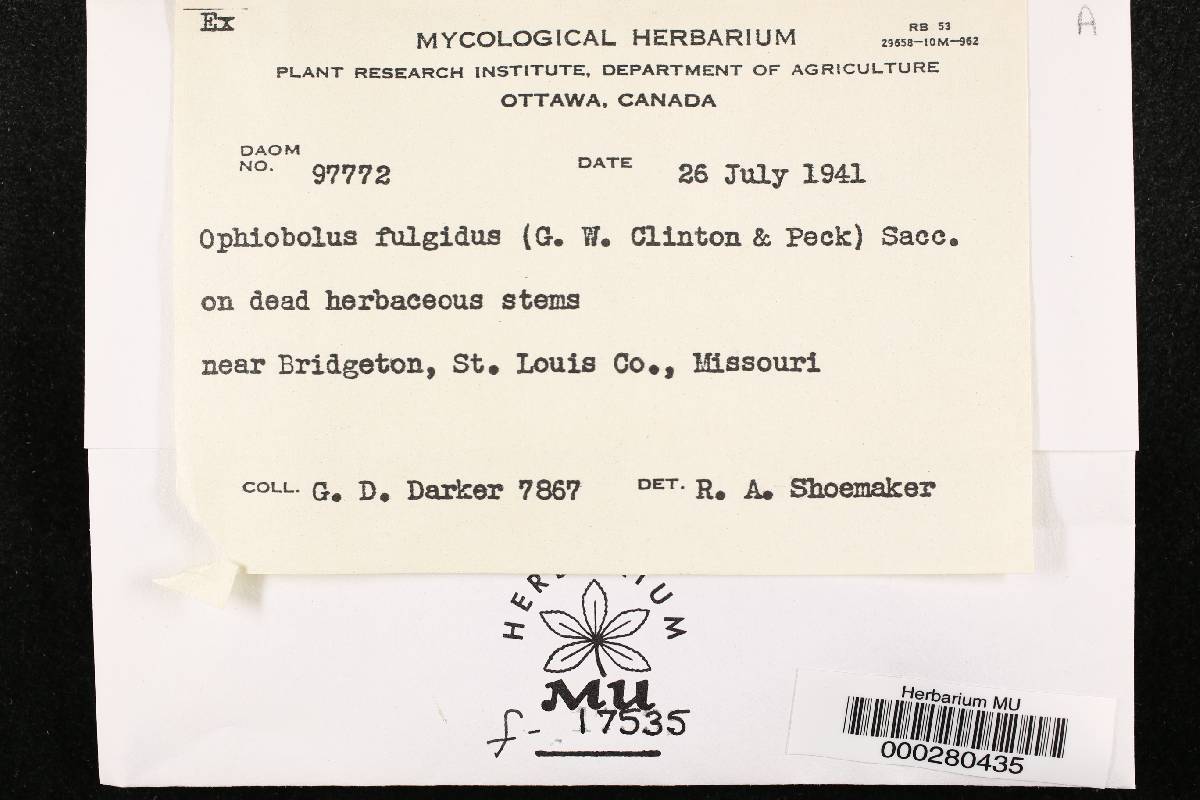 Ex
RB 53
29658-10M-962
A
MYCOLOGICAL HERBARIUM
PLANT RESEARCH INSTITUTE, DEPARTMENT OF AGRICULTURE
OTTAWA, CANADA
DAOM NO. 97772 DATE 26 July 1941
Ophiobolus fulgidus (G. W. Clinton & Peck) Sacc.
on dead herbaceous stems
near Bridgeton, St. Louis Co., Missouri
COLL. G. D. Darker 7867 DET. R. A. Shoemaker
MU
f- 17535
Herbarium MU
000280435